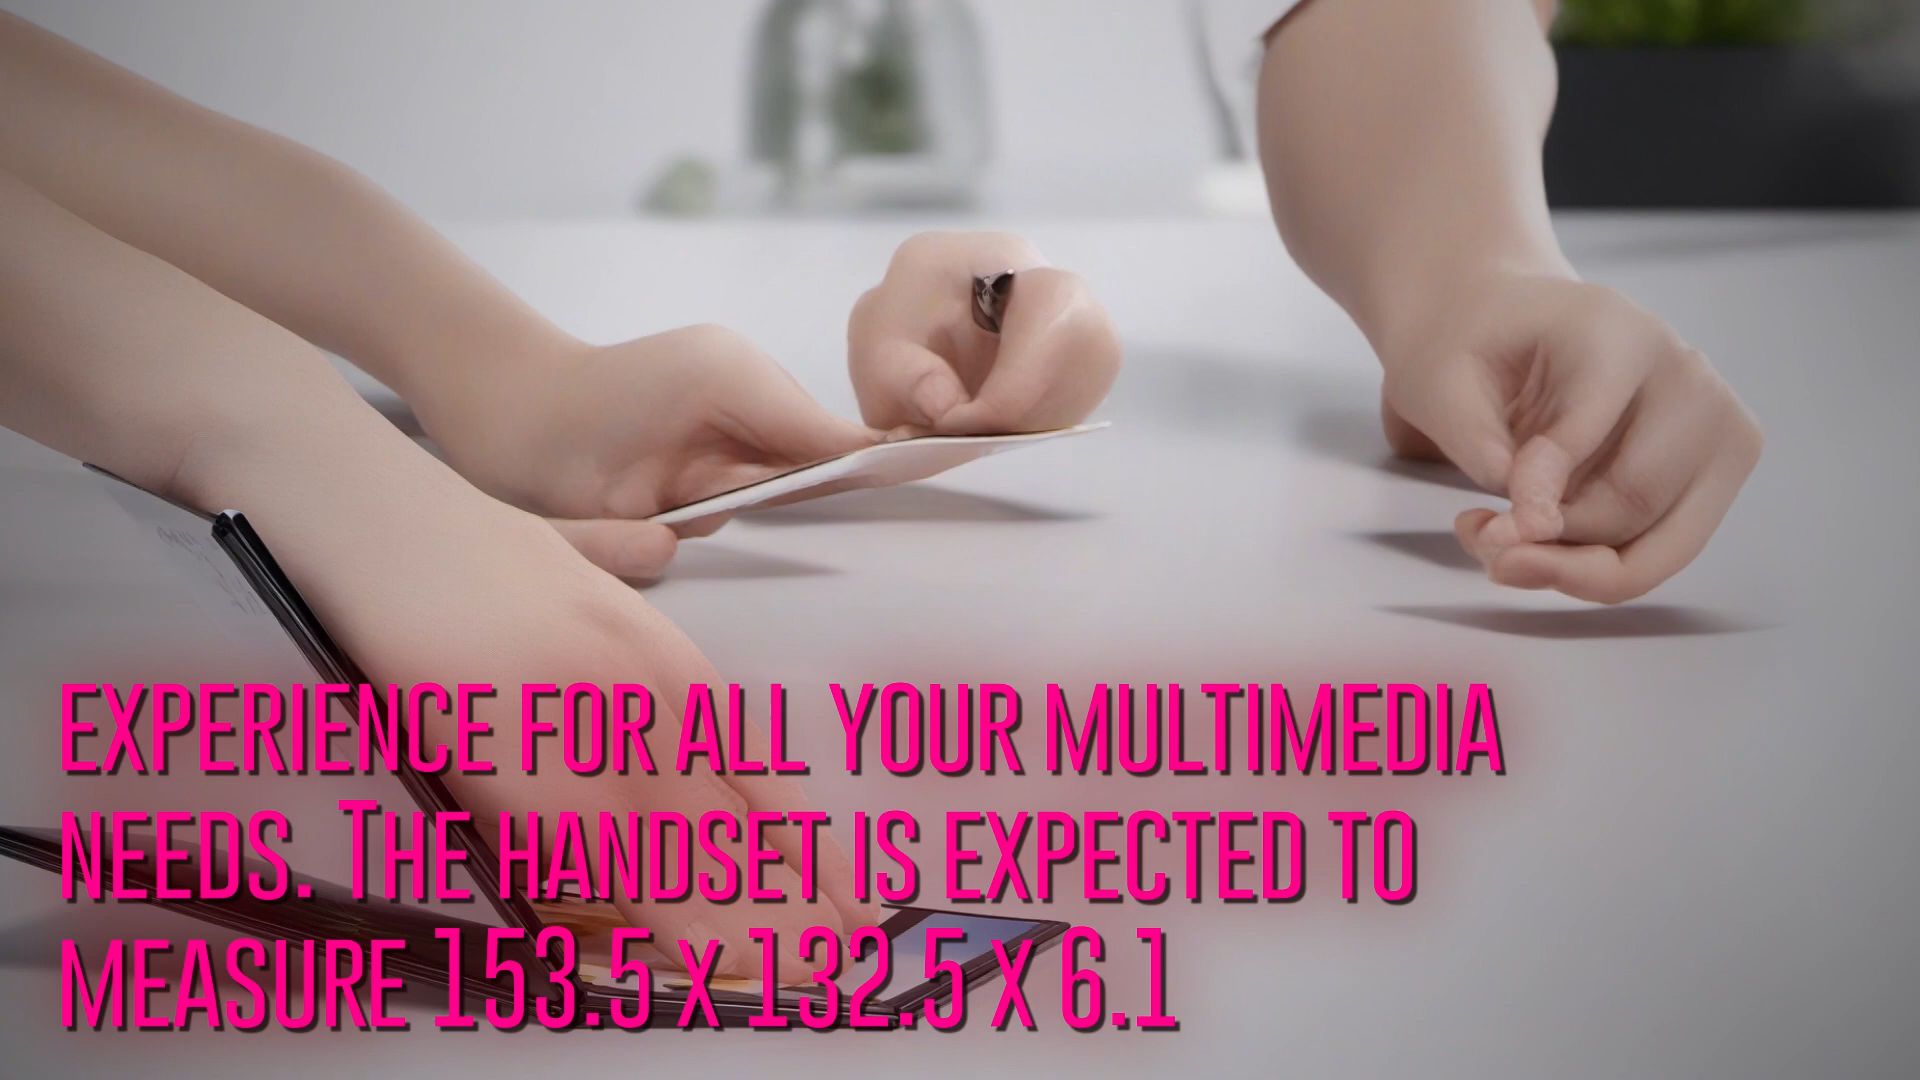 EXPERIENCE FOR ALL YOUR MULTIMEDIA
NEEDS. THE HANDSET IS EXPECTED TO
MEASURE 153.5 X 132.5 X 6.1